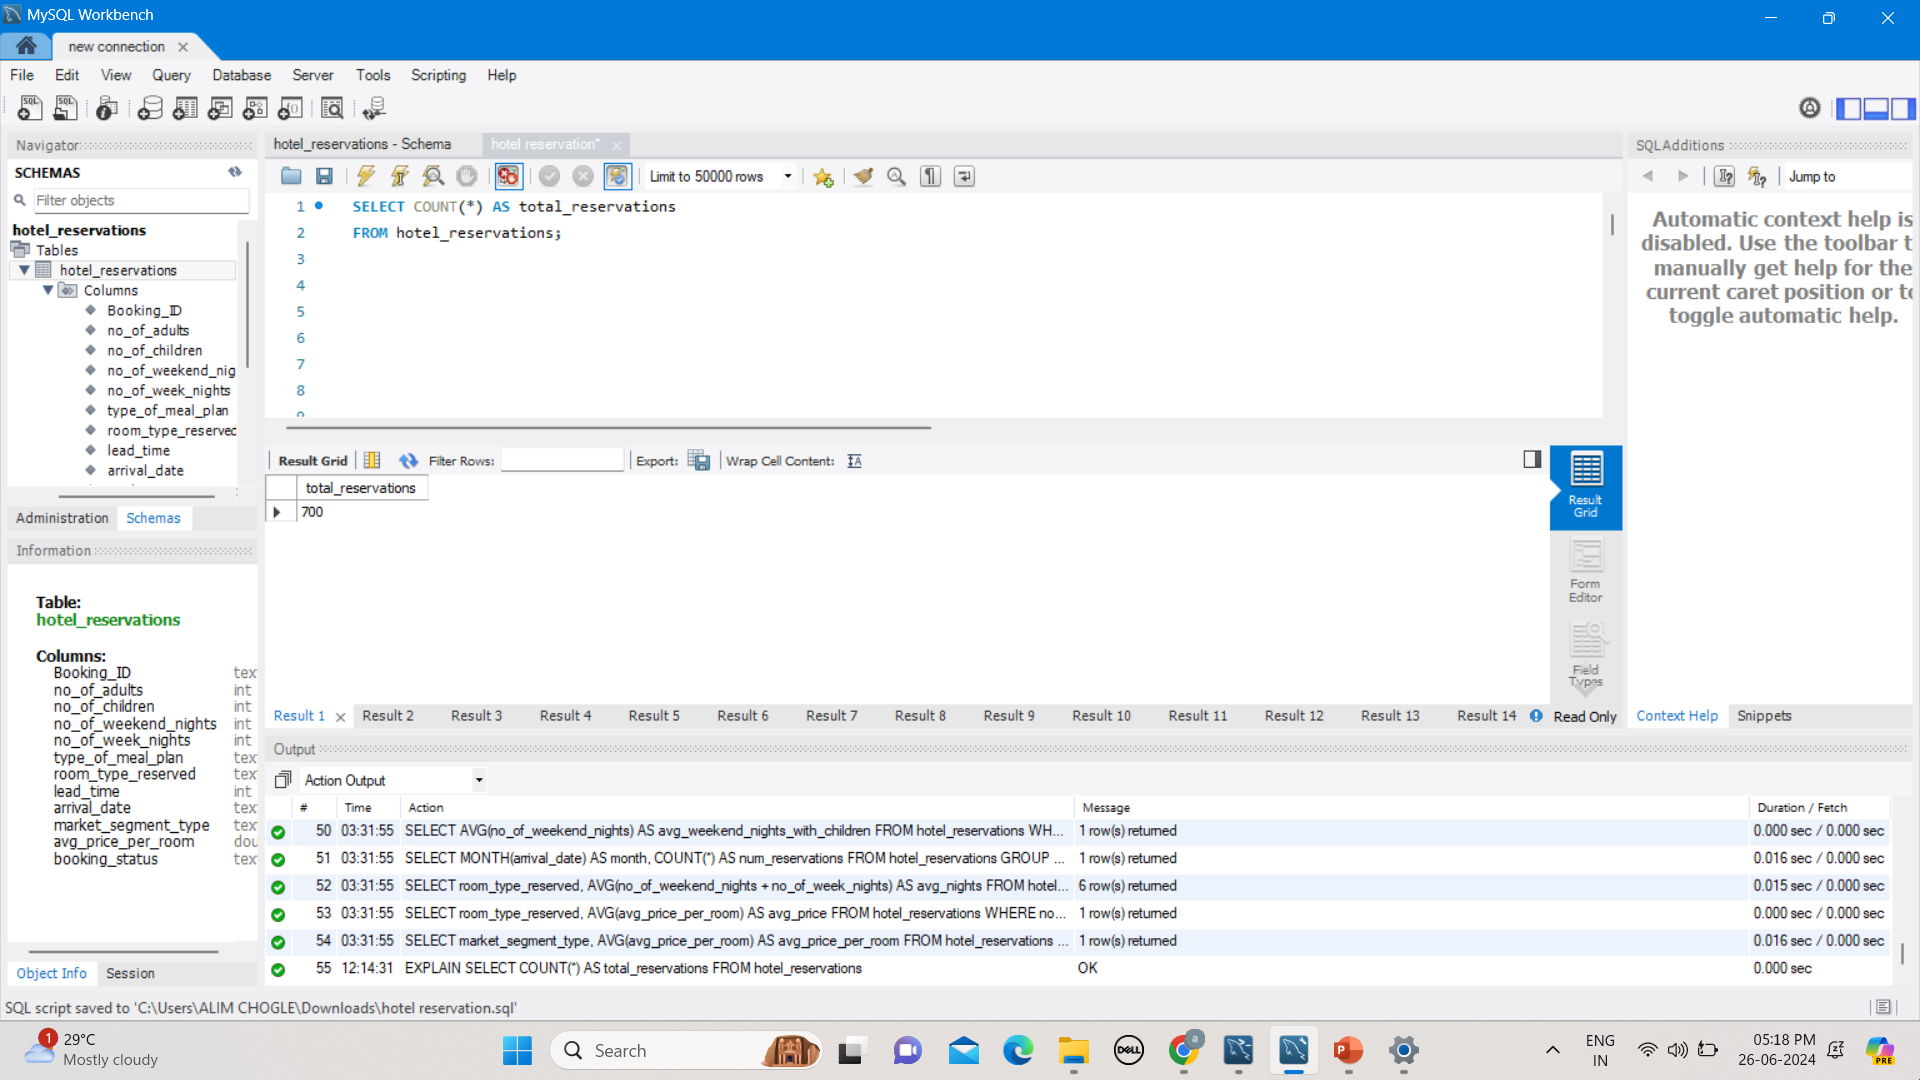 MySQL Workbench
new connection
File Edit View Query Database Server Tools Scripting Help
Navigator
SCHEMAS
Filter objects
hotel_reservations
Tables
hotel_reservations
Columns
Booking_ID
no_of_adults
no_of_children
no_of_weekend_nig
no_of_week_nights
type_of_meal_plan
room_type_reserved
lead_time
arrival_date
Administration Schemas
Information
Table:
hotel_reservations
Columns:
Booking_ID tex
no_of_adults int
no_of_children int
no_of_weekend_nights int
no_of_week_nights int
type_of_meal_plan tex
room_type_reserved tex
lead_time int
arrival_date tex
market_segment_type tex
avg_price_per_room dou
booking_status tex
Object Info Session
hotel_reservations - Schema hotel reservation*
Limit to 50000 rows
1 SELECT COUNT(*) AS total_reservations
2 FROM hotel_reservations;
3
4
5
6
7
8
9
Result Grid Filter Rows: Export: Wrap Cell Content:
total_reservations
700
Result
Grid
Form
Editor
Field
Types
Result 1 Result 2 Result 3 Result 4 Result 5 Result 6 Result 7 Result 8 Result 9 Result 10 Result 11 Result 12 Result 13 Result 14 Read Only
SQLAdditions
Jump to
Automatic context help is
disabled. Use the toolbar t
manually get help for the
current caret position or to
toggle automatic help.
Context Help Snippets
Output
Action Output
# Time Action Message Duration / Fetch
50 03:31:55 SELECT AVG(no_of_weekend_nights) AS avg_weekend_nights_with_children FROM hotel_reservations WH... 1 row(s) returned 0.000 sec / 0.000 sec
51 03:31:55 SELECT MONTH(arrival_date) AS month, COUNT(*) AS num_reservations FROM hotel_reservations GROUP ... 1 row(s) returned 0.016 sec / 0.000 sec
52 03:31:55 SELECT room_type_reserved, AVG(no_of_weekend_nights + no_of_week_nights) AS avg_nights FROM hotel... 6 row(s) returned 0.015 sec / 0.000 sec
53 03:31:55 SELECT room_type_reserved, AVG(avg_price_per_room) AS avg_price FROM hotel_reservations WHERE no... 1 row(s) returned 0.000 sec / 0.000 sec
54 03:31:55 SELECT market_segment_type, AVG(avg_price_per_room) AS avg_price_per_room FROM hotel_reservations ... 1 row(s) returned 0.016 sec / 0.000 sec
55 12:14:31 EXPLAIN SELECT COUNT(*) AS total_reservations FROM hotel_reservations OK 0.000 sec
SQL script saved to 'C:\Users\ALIM CHOGLE\Downloads\hotel reservation.sql'
1
29°C
Mostly cloudy
Search
DELL
a
ENG
IN
05:18 PM
26-06-2024
PRE